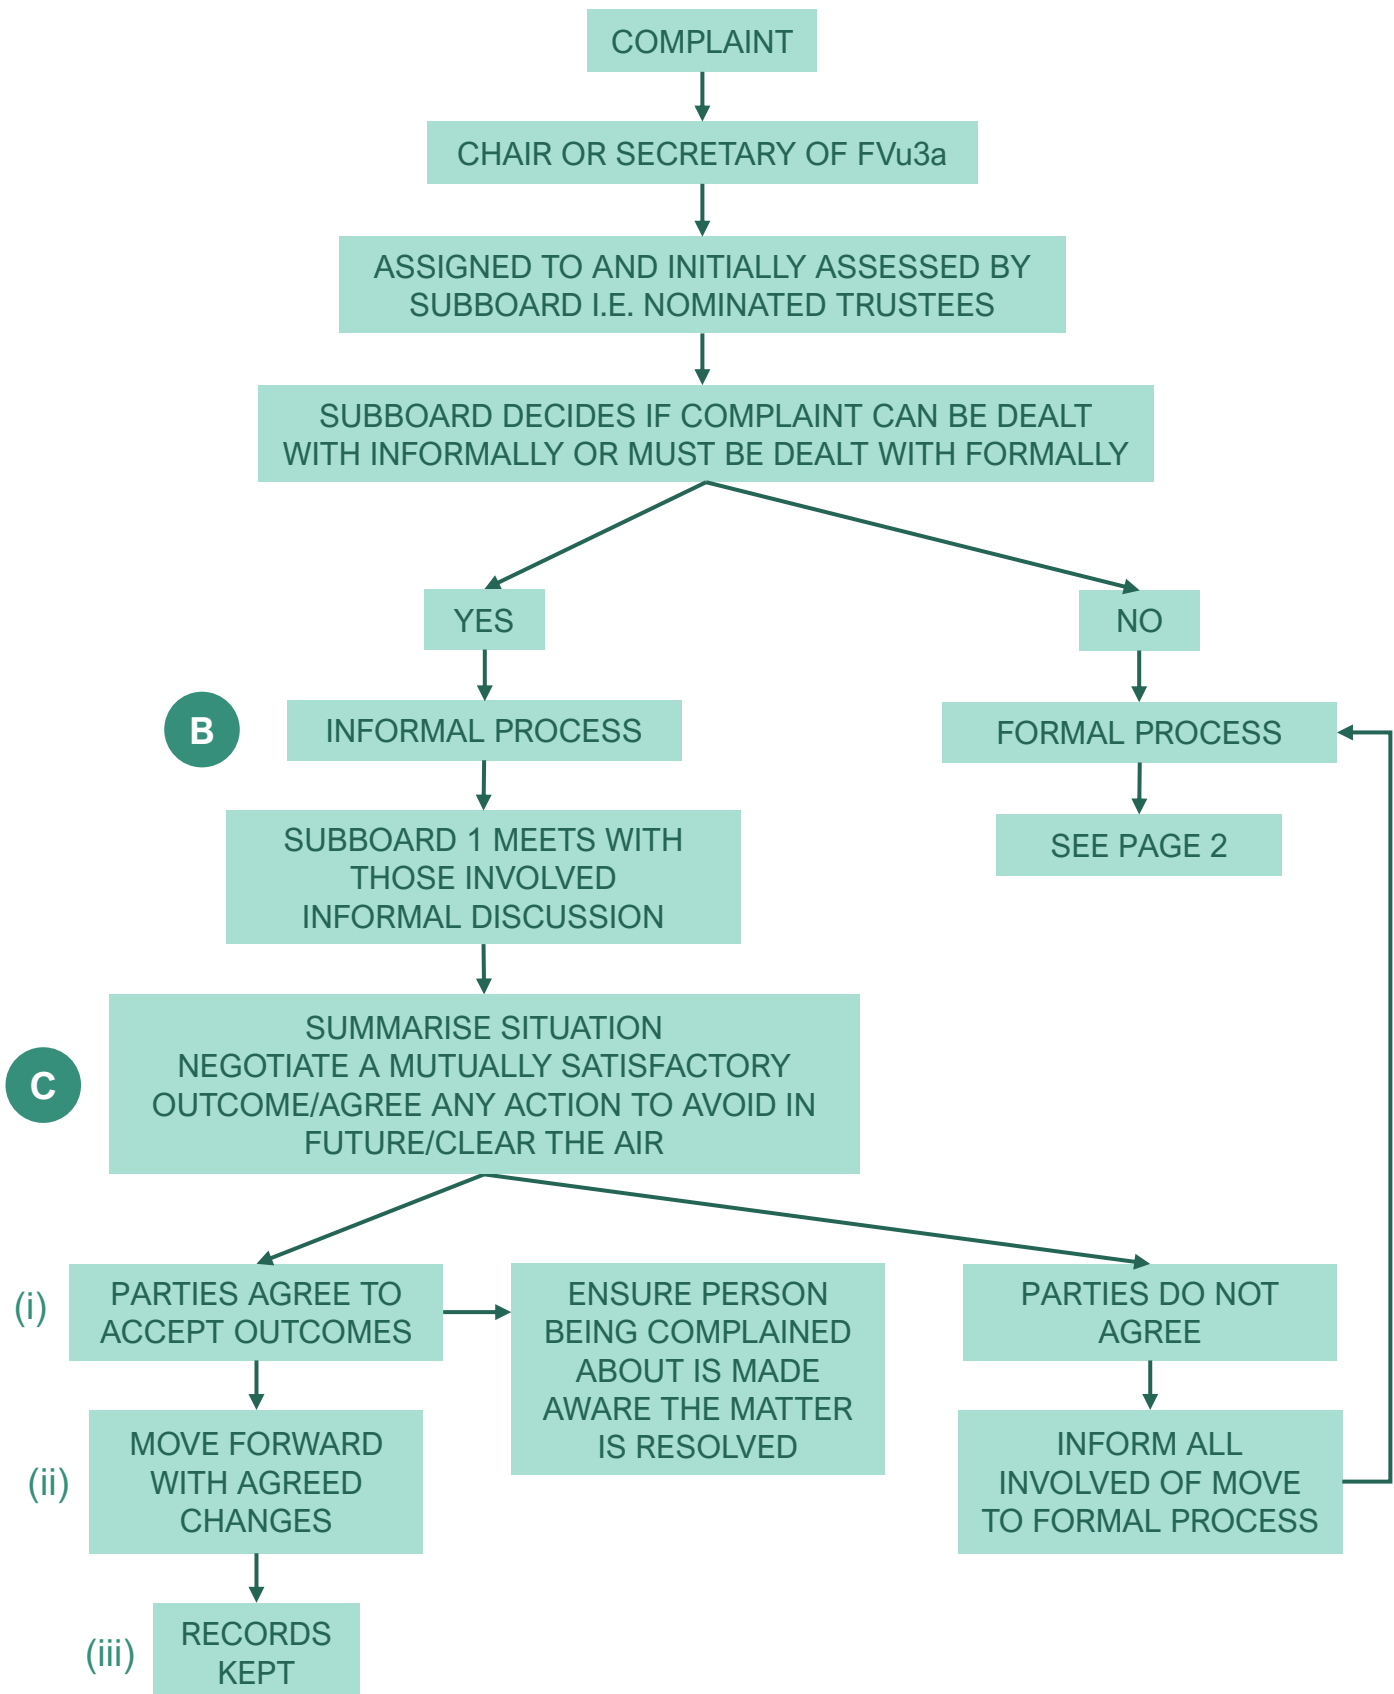 COMPLAINT
CHAIR OR SECRETARY OF FVu3a
ASSIGNED TO AND INITIALLY ASSESSED BY
SUBBOARD I.E. NOMINATED TRUSTEES
SUBBOARD DECIDES IF COMPLAINT CAN BE DEALT
WITH INFORMALLY OR MUST BE DEALT WITH FORMALLY
YES
NO
B
INFORMAL PROCESS
FORMAL PROCESS
SUBBOARD 1 MEETS WITH
THOSE INVOLVED
INFORMAL DISCUSSION
SEE PAGE 2
C
SUMMARISE SITUATION
NEGOTIATE A MUTUALLY SATISFACTORY
OUTCOME/AGREE ANY ACTION TO AVOID IN
FUTURE/CLEAR THE AIR
(i)
PARTIES AGREE TO
ACCEPT OUTCOMES
ENSURE PERSON
BEING COMPLAINED
ABOUT IS MADE
AWARE THE MATTER
IS RESOLVED
PARTIES DO NOT
AGREE
(ii)
MOVE FORWARD
WITH AGREED
CHANGES
INFORM ALL
INVOLVED OF MOVE
TO FORMAL PROCESS
(iii)
RECORDS
KEPT